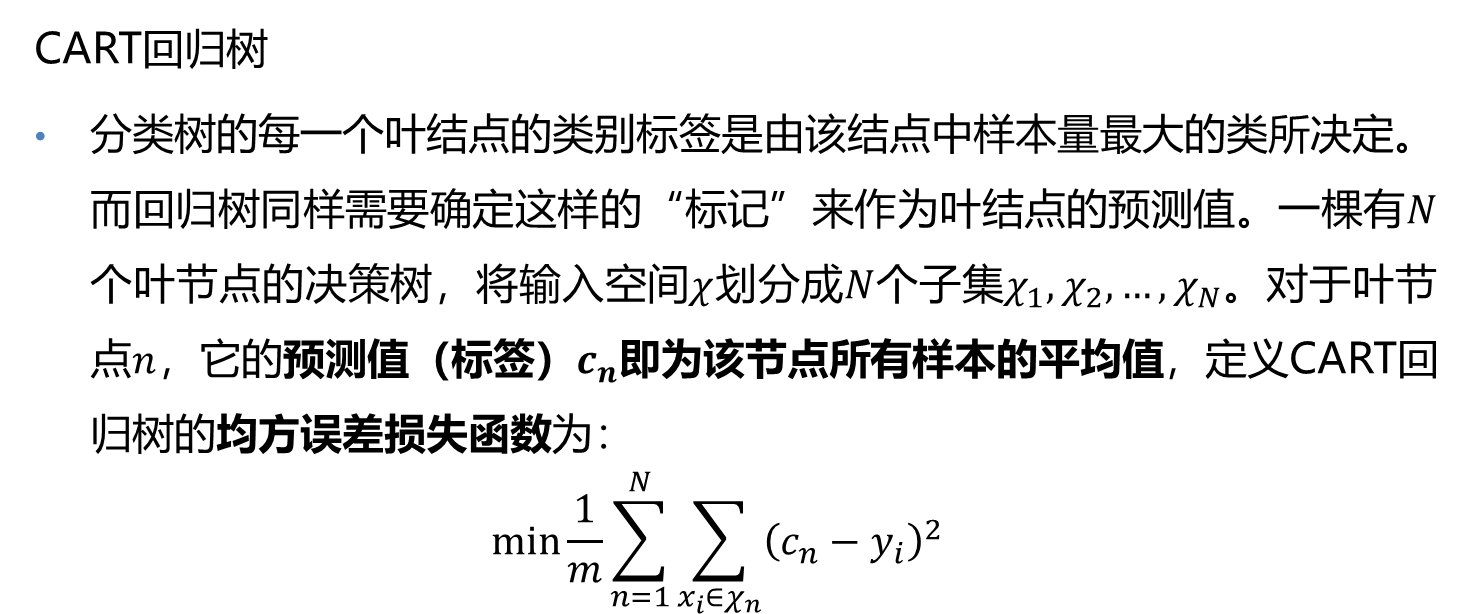 CART回归树
• 分类树的每一个叶结点的类别标签是由该结点中样本量最大的类所决定。
而回归树同样需要确定这样的“标记”来作为叶结点的预测值。一棵有N
个叶节点的决策树，将输入空间χ划分成N个子集χ₁, χ₂, …, χ_N。对于叶节
点n，它的预测值（标签）c_n即为该节点所有样本的平均值，定义CART回
归树的均方误差损失函数为：
min \frac{1}{m} \sum_{n=1}^{N} \sum_{x_i∈χ_n} (c_n − y_i)^2